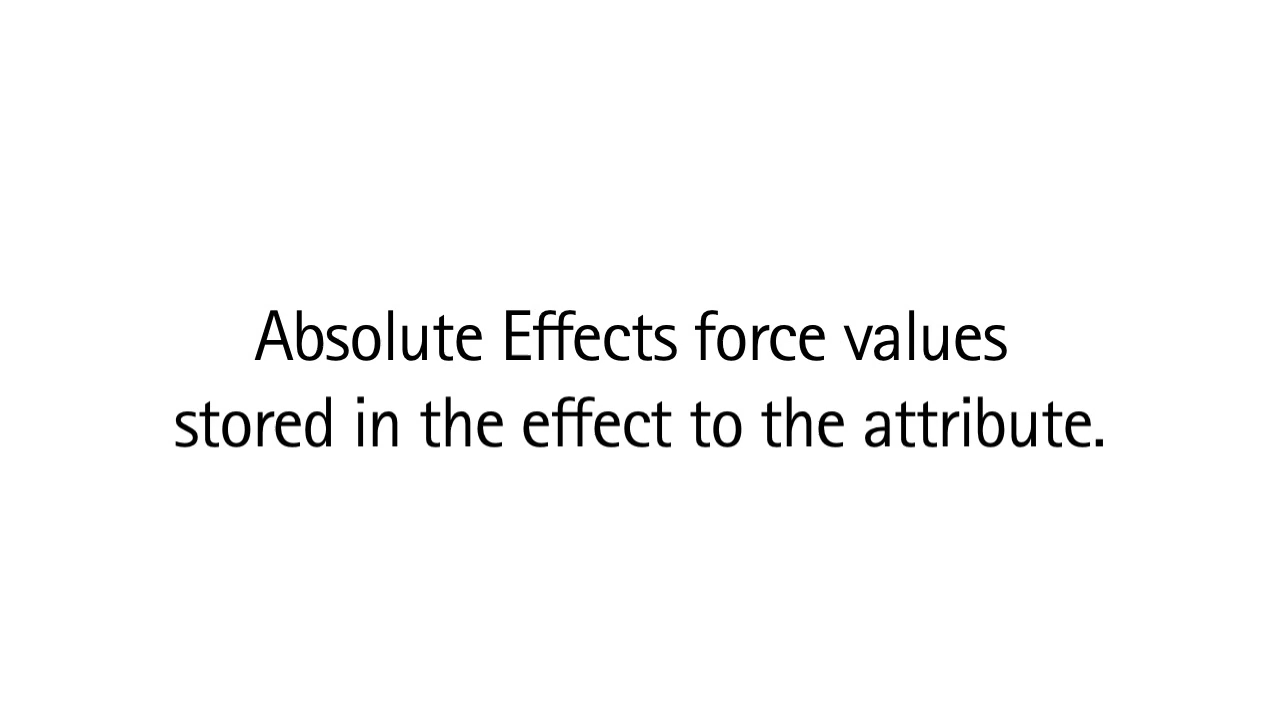 Absolute Effects force values
stored in the effect to the attribute.